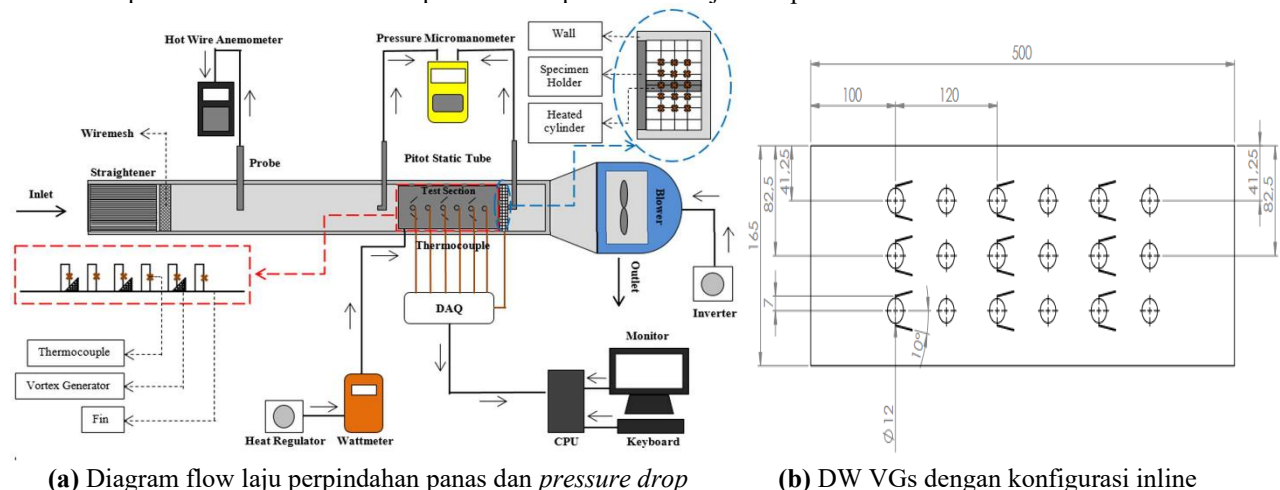 Hot Wire Anemometer
Pressure Micromanometer
Wall
Specimen
Holder
Heated
cylinder
Wiremesh
Straightener
Probe
Pitot Static Tube
Inlet
Test Section
Blower
Thermocouple
Outlet
DAQ
Inverter
Monitor
Thermocouple
Vortex Generator
Fin
Heat Regulator
Wattmeter
CPU
Keyboard
500
100
120
165
82,5
41,25
41,25
82,5
7
10°
Ø12
(a) Diagram flow laju perpindahan panas dan pressure drop
(b) DW VGs dengan konfigurasi inline